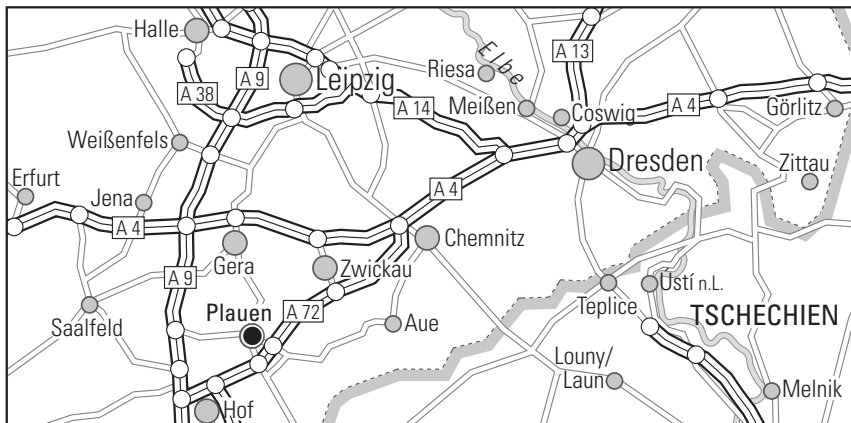 Halle
A 9
Leipzig
A 38
Elbe
Riesa
A 13
Meißen
Coswig
A 14
A 4
Görlitz
Weißenfels
Dresden
Zittau
Erfurt
Jena
A 4
A 4
Chemnitz
Gera
Zwickau
A 9
Plauen
A 72
Saalfeld
Aue
Teplice
Ustí n.L.
TSCHECHIEN
Louny/
Laun
Melnik
Hof